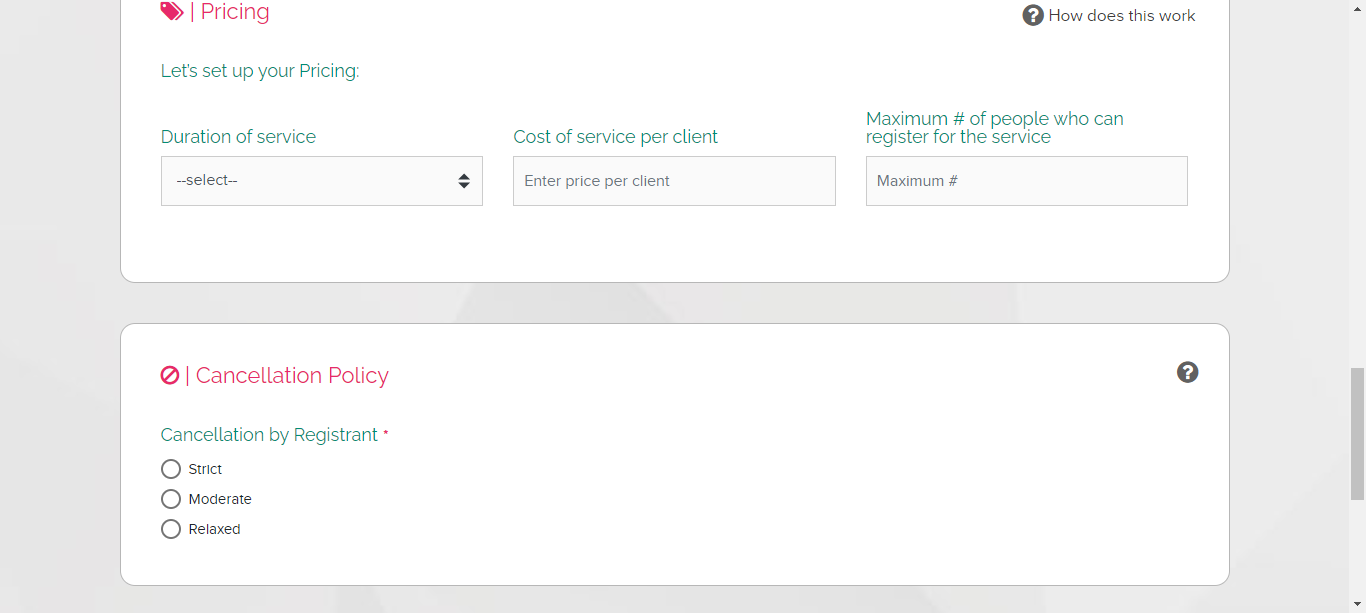 | Pricing
How does this work
Let's set up your Pricing:
Duration of service
Cost of service per client
Maximum # of people who can
register for the service
--select--
Enter price per client
Maximum #
| Cancellation Policy
Cancellation by Registrant *
Strict
Moderate
Relaxed